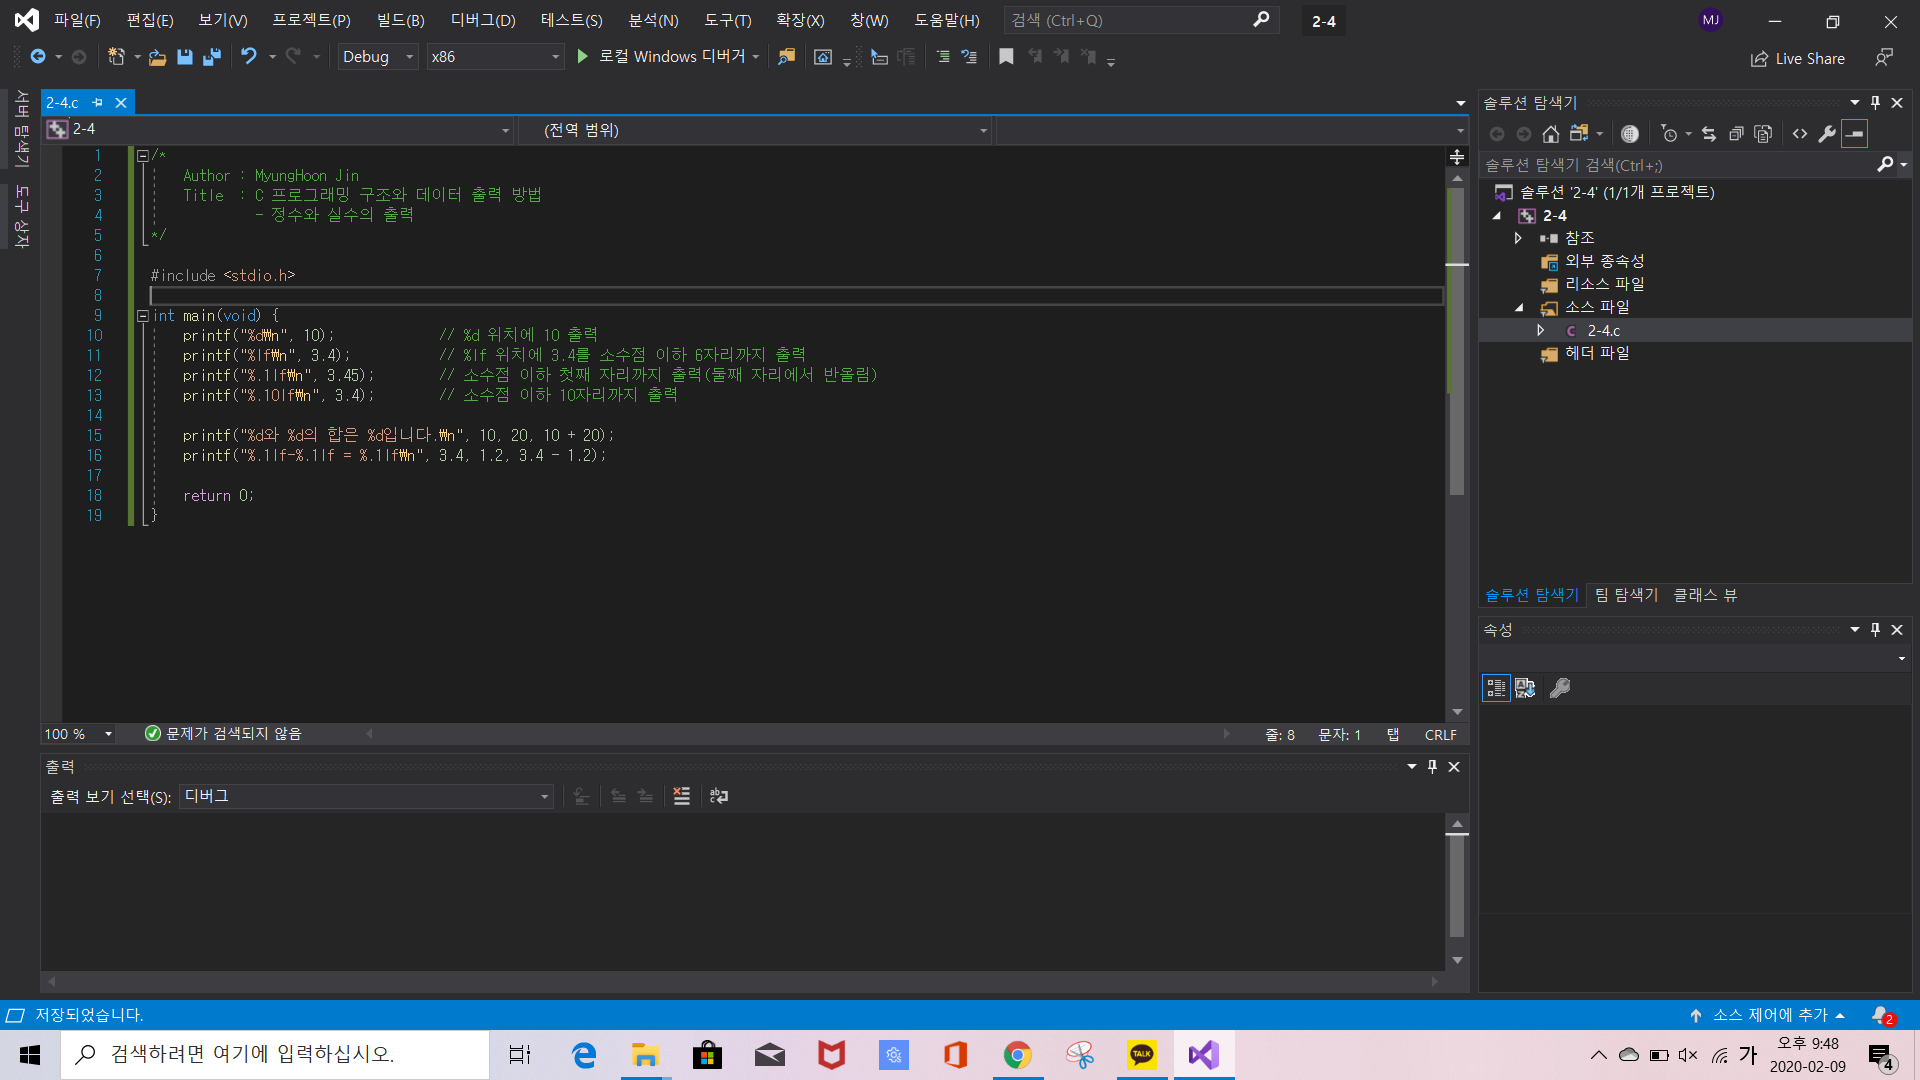 파일(F) 편집(E) 보기(V) 프로젝트(P) 빌드(B) 디버그(D) 테스트(S) 분석(N) 도구(T) 확장(X) 창(W) 도움말(H) 검색 (Ctrl+Q) 2-4 MJ
Debug x86 로컬 Windows 디버거 Live Share
서버 탐색기
도구 상자
2-4.c
2-4 (전역 범위)
1 /*
2 Author : MyungHoon Jin
3 Title : C 프로그래밍 구조와 데이터 출력 방법
4 - 정수와 실수의 출력
5 */
6
7 #include <stdio.h>
8
9 int main(void) {
10 printf("%d₩n", 10); // %d 위치에 10 출력
11 printf("%lf₩n", 3.4); // %lf 위치에 3.4를 소수점 이하 6자리까지 출력
12 printf("%.1lf₩n", 3.45); // 소수점 이하 첫째 자리까지 출력(둘째 자리에서 반올림)
13 printf("%.10lf₩n", 3.4); // 소수점 이하 10자리까지 출력
14
15 printf("%d와 %d의 합은 %d입니다.₩n", 10, 20, 10 + 20);
16 printf("%.1lf-%.1lf = %.1lf₩n", 3.4, 1.2, 3.4 - 1.2);
17
18 return 0;
19 }
100 % 문제가 검색되지 않음 줄: 8 문자: 1 탭 CRLF
출력
출력 보기 선택(S): 디버그
솔루션 탐색기
솔루션 탐색기 검색(Ctrl+;)
솔루션 '2-4' (1/1개 프로젝트)
2-4
참조
외부 종속성
리소스 파일
소스 파일
2-4.c
헤더 파일
솔루션 탐색기 팀 탐색기 클래스 뷰
속성
저장되었습니다. 소스 제어에 추가 2
검색하려면 여기에 입력하십시오. TALK 가 오후 9:48
2020-02-09 4